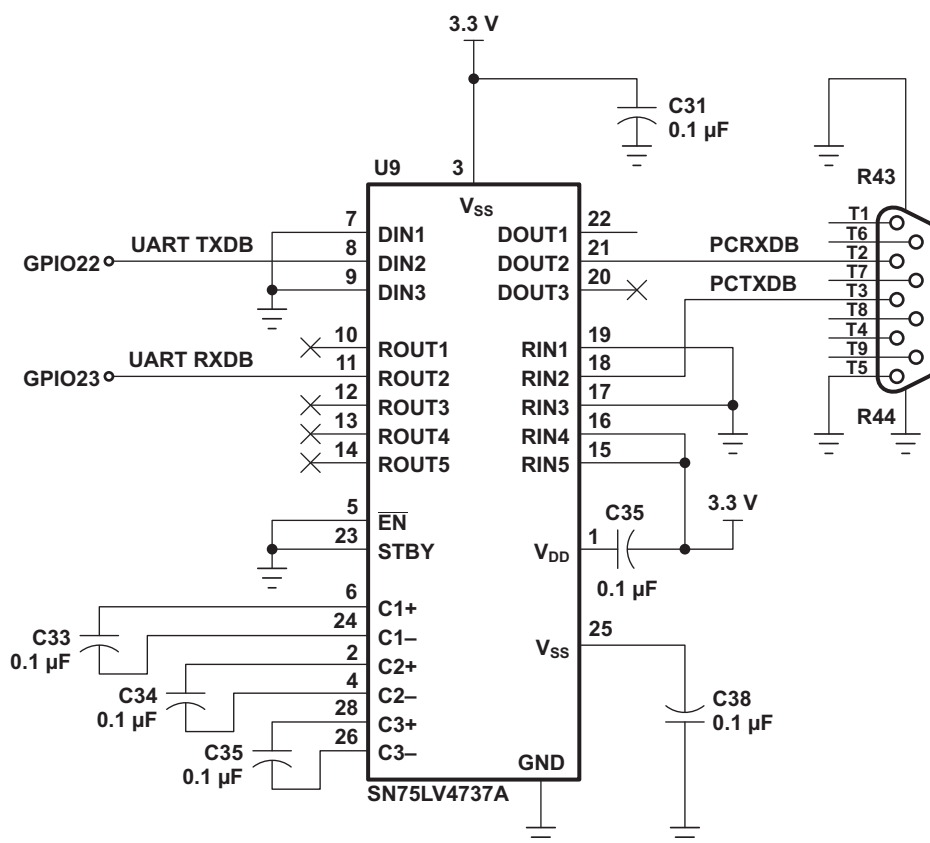 3.3 V
C31
0.1 µF
U9
3
R43
VSS
7
DIN1
DOUT1
22
T1
T6
UART TXDB
8
DIN2
DOUT2
21
PCRXDB
T2
GPIO22
9
DIN3
DOUT3
20
PCTXDB
T7
T3
T8
10
ROUT1
RIN1
19
T4
UART RXDB
11
ROUT2
RIN2
18
T9
GPIO23
T5
12
ROUT3
RIN3
17
13
ROUT4
RIN4
16
R44
14
ROUT5
RIN5
15
5
EN
C35
3.3 V
23
STBY
VDD
1
0.1 µF
6
C1+
24
C1–
C33
0.1 µF
VSS
25
2
C2+
4
C2–
C34
0.1 µF
C38
0.1 µF
28
C3+
26
C3–
C35
0.1 µF
GND
SN75LV4737A